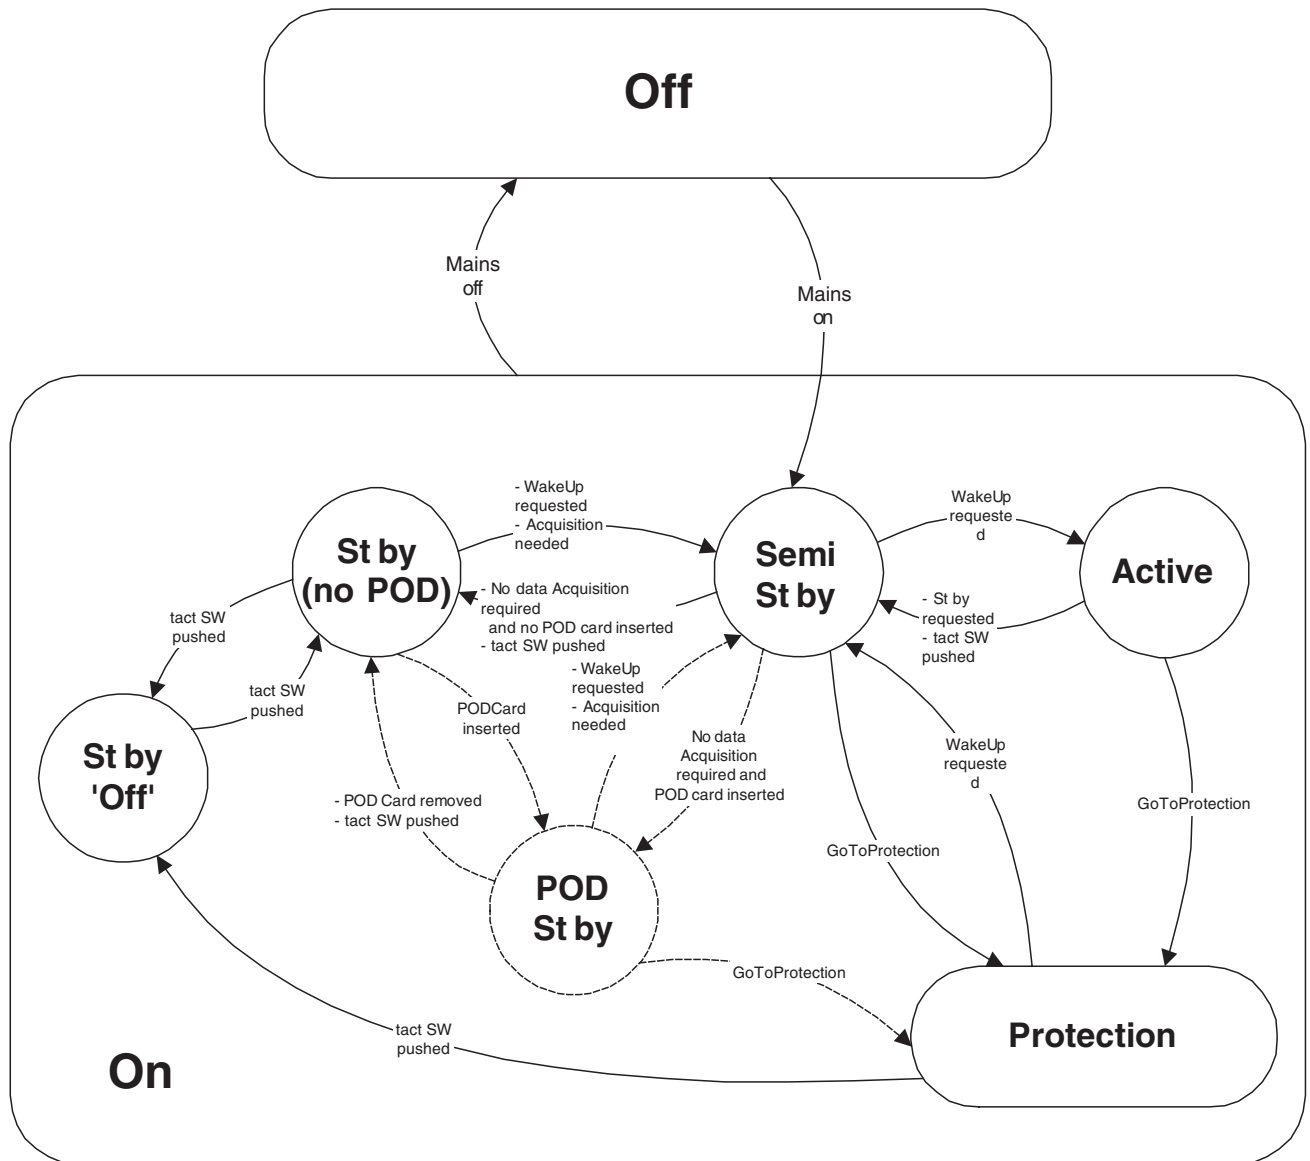 Off
Mains
off
Mains
on
- WakeUp
requested
- Acquisition
needed
WakeUp
requeste
d
St by
(no POD)
Semi
St by
Active
- No data Acquisition
required
and no POD card inserted
- tact SW pushed
- St by
requested
- tact SW
pushed
tact SW
pushed
tact SW
pushed
- WakeUp
requested
- Acquisition
needed
PODCard
inserted
No data
Acquisition
required and
POD card inserted
WakeUp
requeste
d
St by
'Off'
- POD Card removed
- tact SW pushed
GoToProtection
GoToProtection
POD
St by
GoToProtection
tact SW
pushed
Protection
On